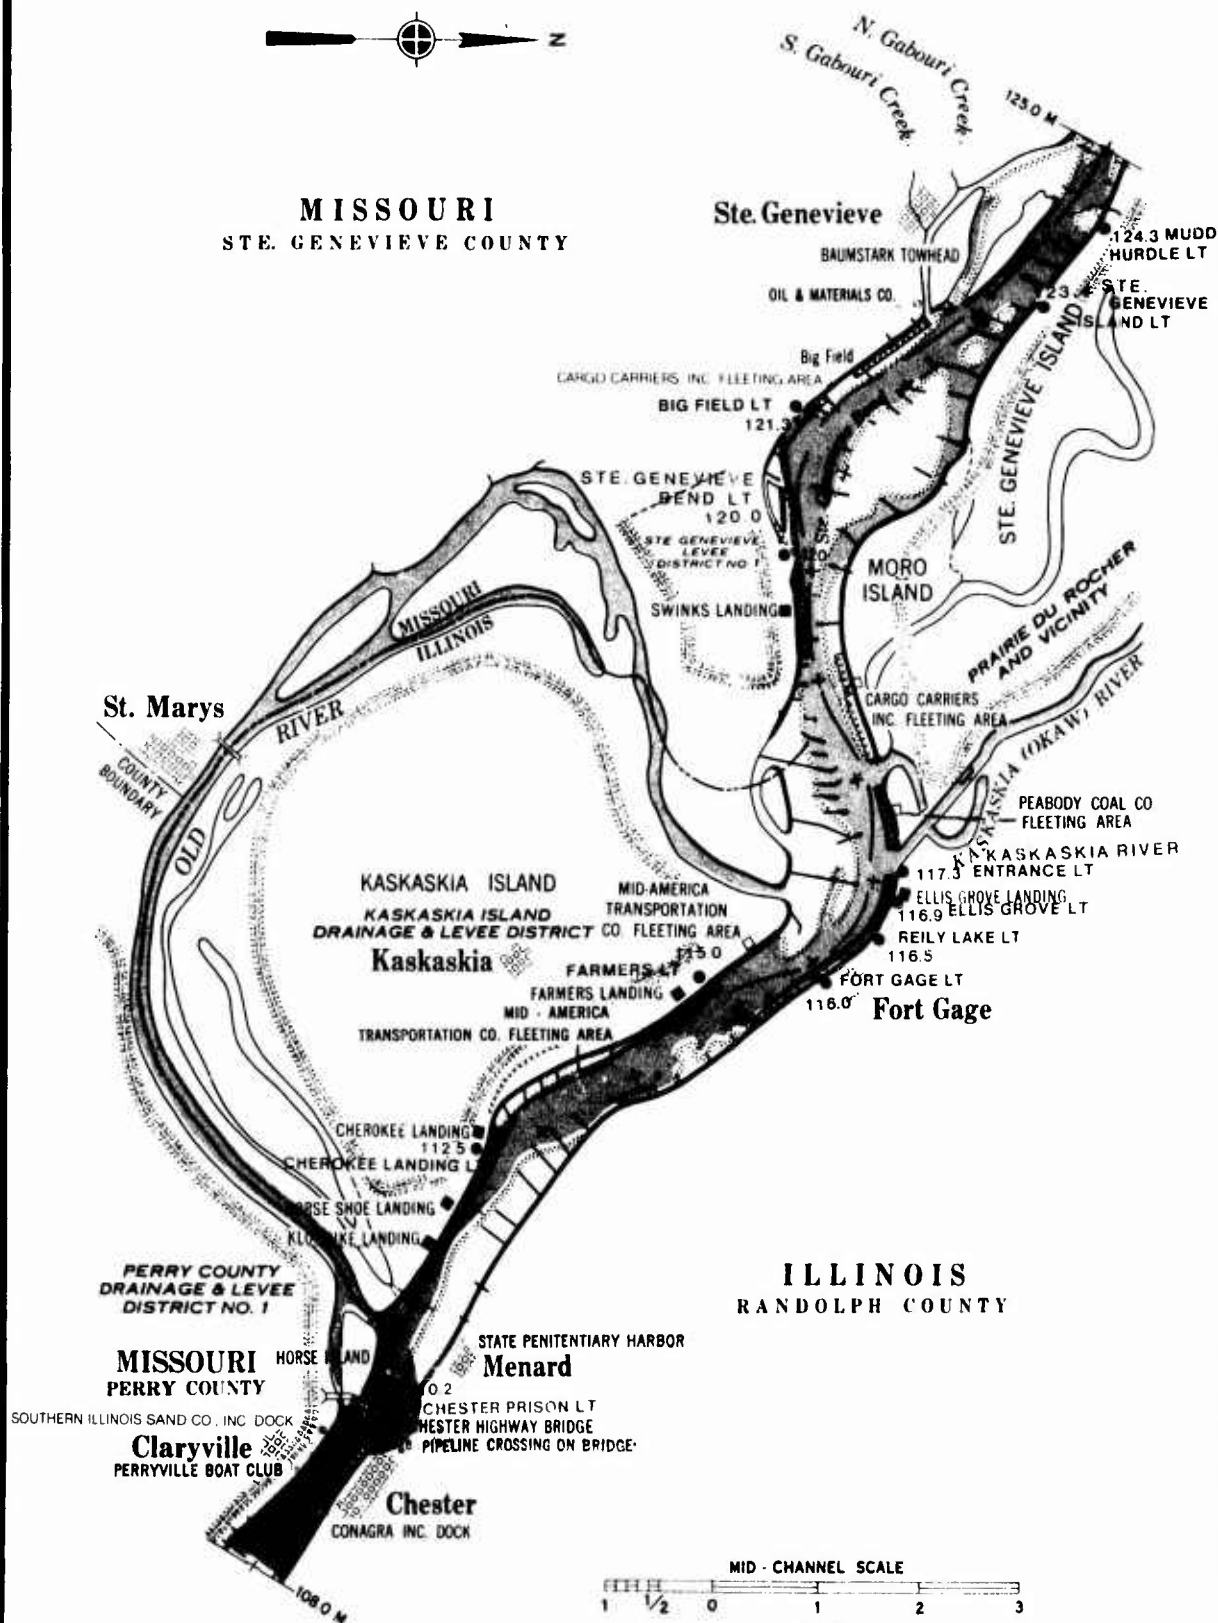 N
N. Gabouri Creek
S. Gabouri Creek
125.0 M
MISSOURI
STE. GENEVIEVE COUNTY
Ste. Genevieve
124.3 MUDD
HURDLE LT
BAUMSTARK TOWHEAD
STE.
GENEVIEVE
ISLAND LT
OIL & MATERIALS CO.
STE. GENEVIEVE ISLAND
Big Field
CARGO CARRIERS INC. FLEETING AREA
BIG FIELD LT
121.3
STE. GENEVIEVE
BEND LT
120.0
STE GENEVIEVE
LEVEE
DISTRICT NO 1
120
MORO
ISLAND
SWINKS LANDING
PRAIRIE DU ROCHER
AND VICINITY
MISSOURI
ILLINOIS
CARGO CARRIERS
INC. FLEETING AREA
KASKASKIA (OKAW) RIVER
St. Marys
RIVER
COUNTY
BOUNDARY
OLD
PEABODY COAL CO
FLEETING AREA
KASKASKIA RIVER
117.3 ENTRANCE LT
ELLIS GROVE LANDING
116.9 ELLIS GROVE LT
REILY LAKE LT
116.5
FORT GAGE LT
116.0
Fort Gage
KASKASKIA ISLAND
KASKASKIA ISLAND
DRAINAGE & LEVEE DISTRICT
Kaskaskia
MID-AMERICA
TRANSPORTATION
CO. FLEETING AREA
115.0
FARMERS LT
FARMERS LANDING
MID - AMERICA
TRANSPORTATION CO. FLEETING AREA
CHEROKEE LANDING
112.5
CHEROKEE LANDING L
SHOE LANDING
LANDING
PERRY COUNTY
DRAINAGE & LEVEE
DISTRICT NO. 1
ILLINOIS
RANDOLPH COUNTY
MISSOURI
PERRY COUNTY
HORSE ISLAND
STATE PENITENTIARY HARBOR
Menard
CHESTER PRISON LT
HESTER HIGHWAY BRIDGE
PIPELINE CROSSING ON BRIDGE
SOUTHERN ILLINOIS SAND CO., INC DOCK
Claryville
PERRYVILLE BOAT CLUB
Chester
CONAGRA INC. DOCK
108.0 M
MID - CHANNEL SCALE
1 1/2 0 1 2 3